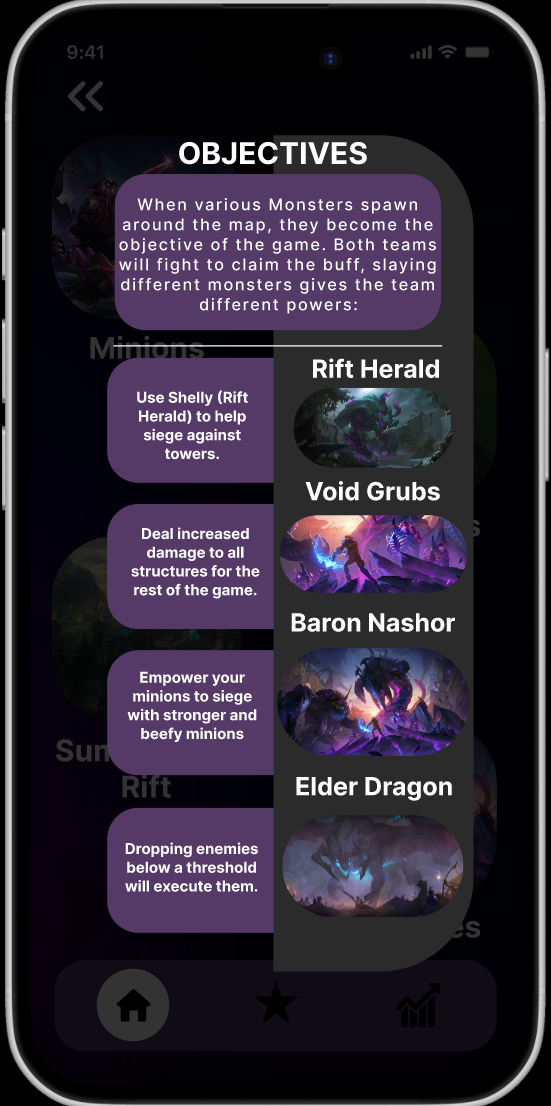 9:41
OBJECTIVES
When various Monsters spawn
around the map, they become the
objective of the game. Both teams
will fight to claim the buff, slaying
different monsters gives the team
different powers:
Minions
Rift Herald
Use Shelly (Rift
Herald) to help
siege against
towers.
Void Grubs
Deal increased
damage to all
structures for the
rest of the game.
Baron Nashor
Empower your
minions to siege
with stronger and
beefy minions
Rift
Elder Dragon
Dropping enemies
below a threshold
will execute them.